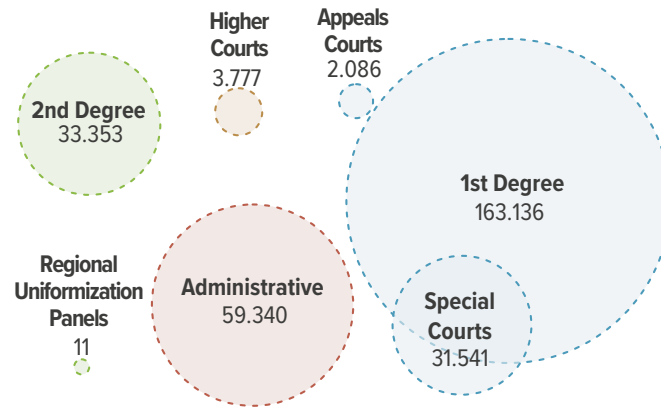 Higher
Courts
3.777
Appeals
Courts
2.086
2nd Degree
33.353
1st Degree
163.136
Regional
Uniformization
Panels
11
Administrative
59.340
Special
Courts
31.541